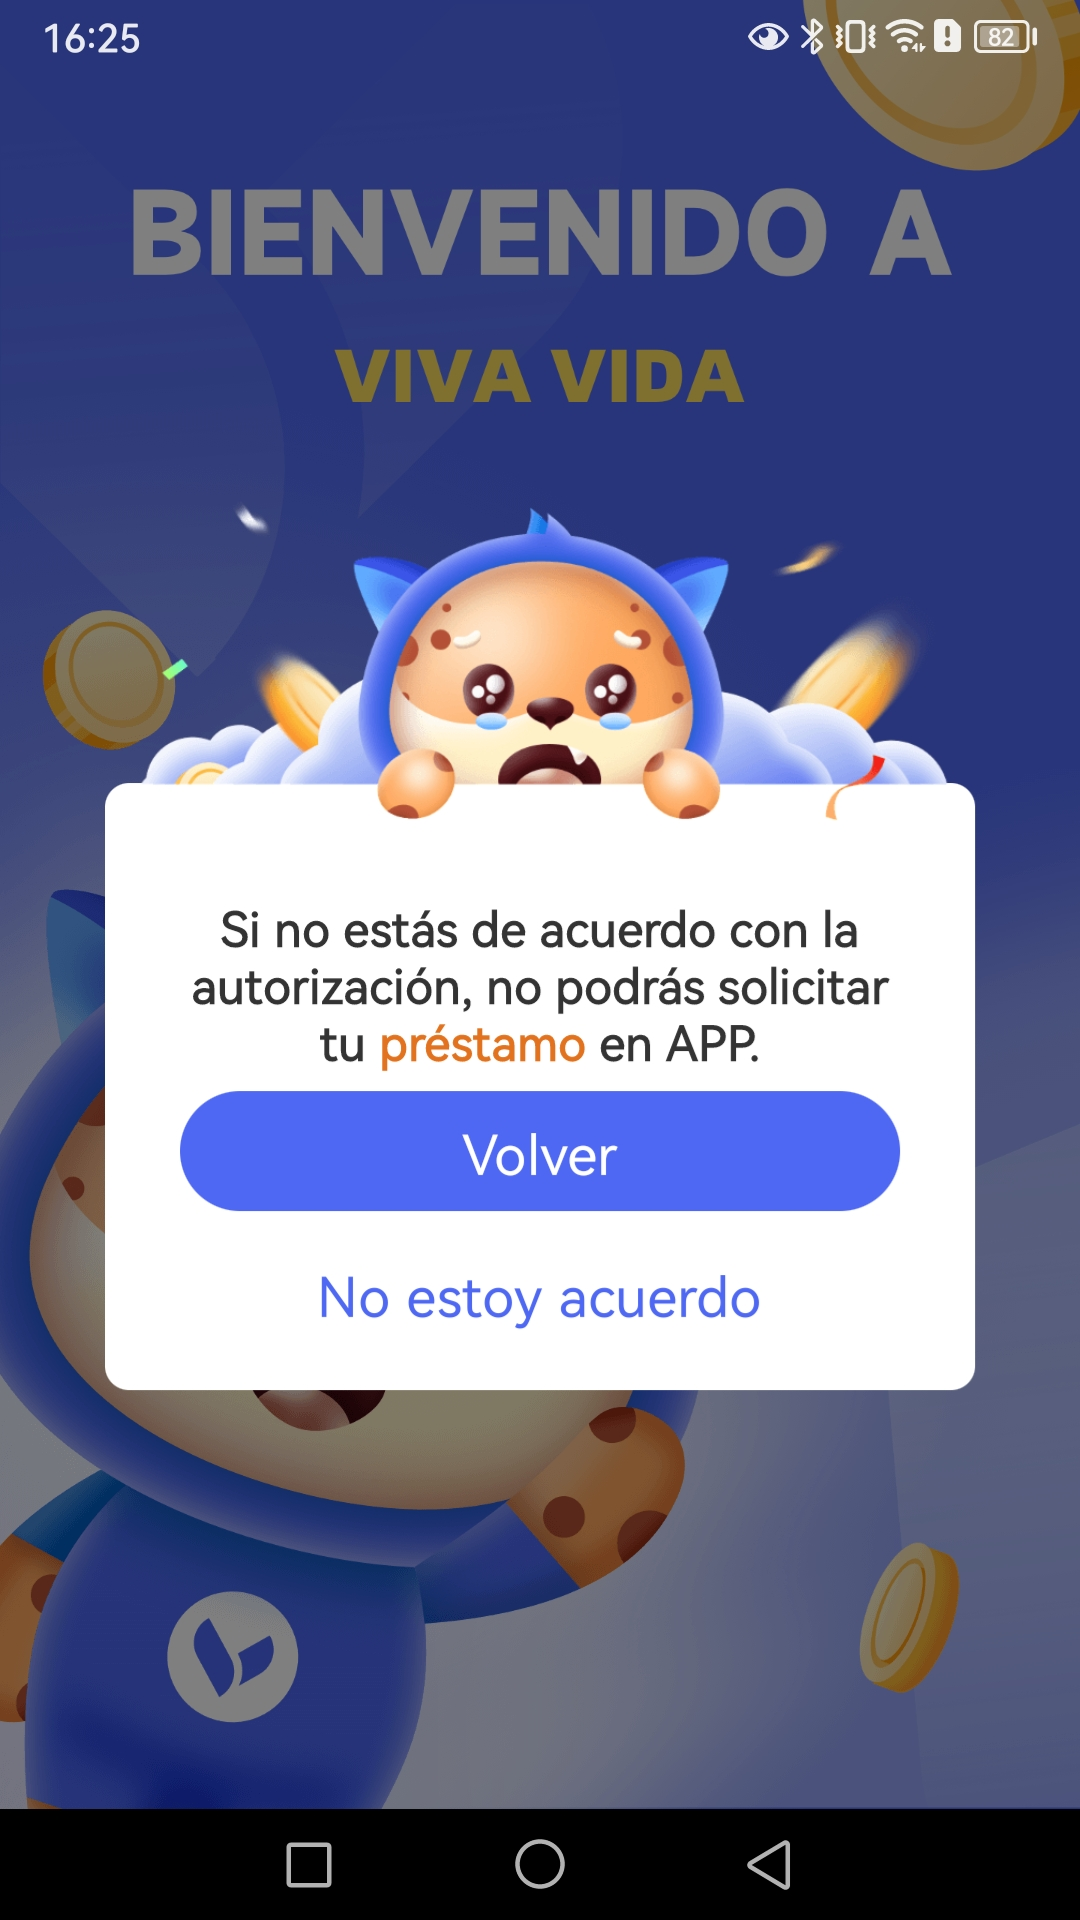 16:25
82
BIENVENIDO A
VIVA VIDA
Si no estás de acuerdo con la
autorización, no podrás solicitar
tu préstamo en APP.
Volver
No estoy acuerdo